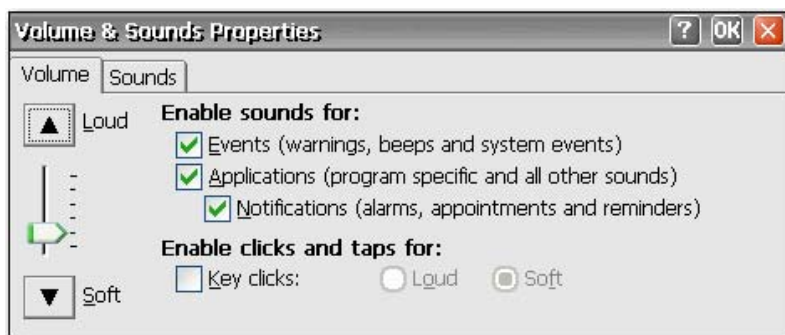 Volume & Sounds Properties ? OK
Volume Sounds
Loud
Enable sounds for:
Events (warnings, beeps and system events)
Applications (program specific and all other sounds)
Notifications (alarms, appointments and reminders)
Enable clicks and taps for:
Key clicks: Loud Soft
Soft